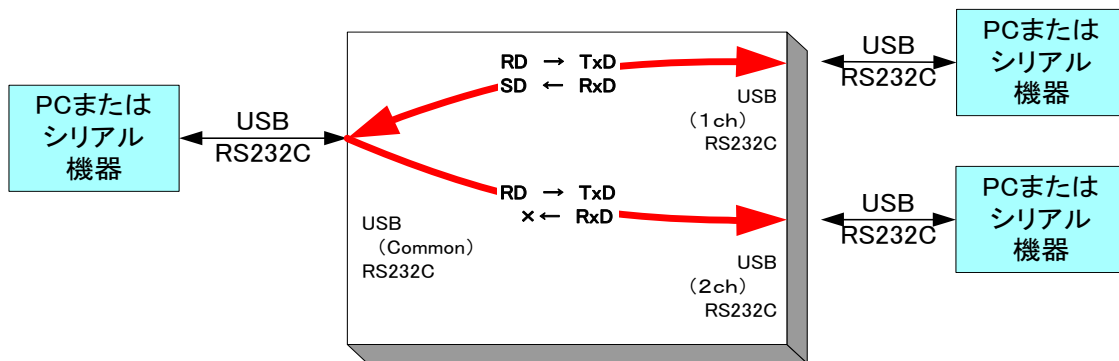 PCまたは
シリアル
機器
USB
RS232C
RD → TxD
SD ← RxD
USB
(1ch)
RS232C
RD → TxD
× ← RxD
USB
(Common)
RS232C
USB
(2ch)
RS232C
USB
RS232C
PCまたは
シリアル
機器
USB
RS232C
PCまたは
シリアル
機器